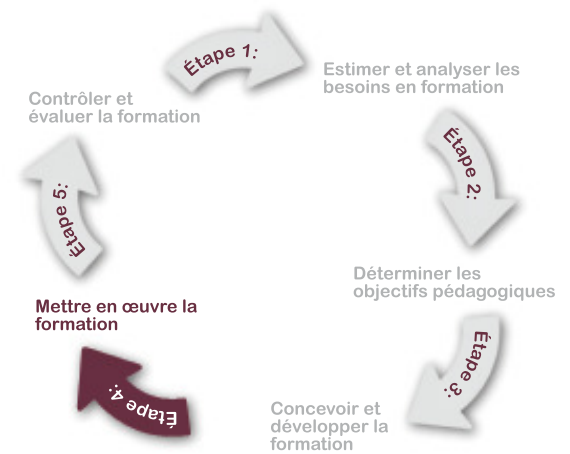 Étape 1:
Estimer et analyser les
besoins en formation
Étape 2:
Déterminer les
objectifs pédagogiques
Étape 3:
Concevoir et
développer la
formation
Étape 4:
Mettre en œuvre la
formation
Étape 5:
Contrôler et
évaluer la formation